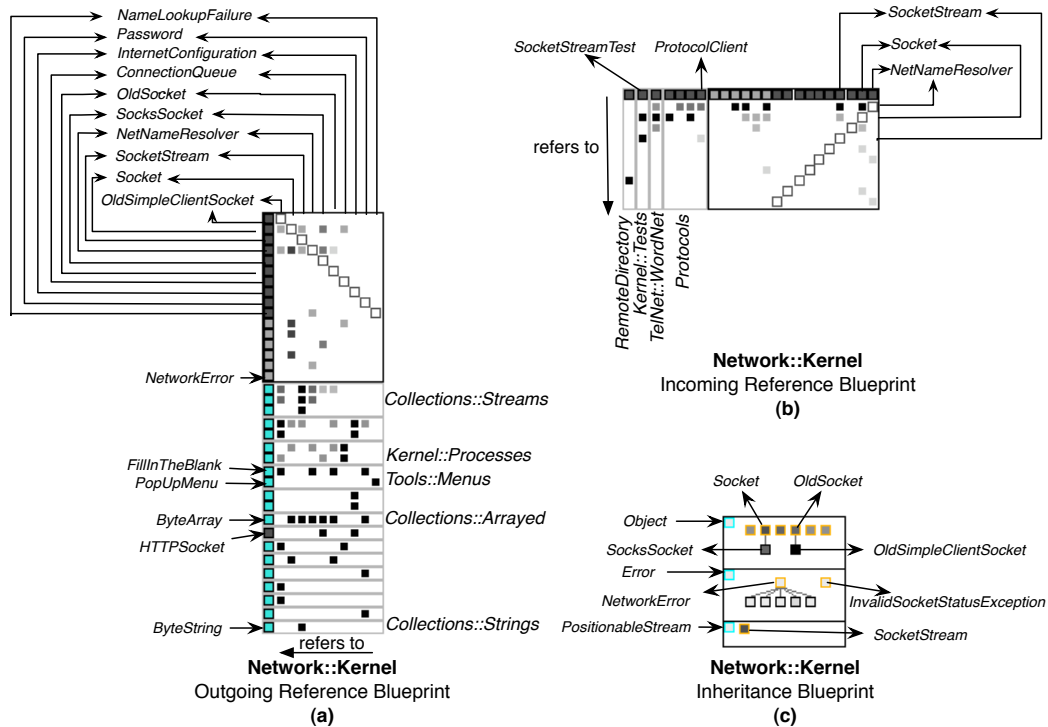 NameLookupFailure
Password
InternetConfiguration
ConnectionQueue
OldSocket
SocksSocket
NetNameResolver
SocketStream
Socket
OldSimpleClientSocket
NetworkError
Collections::Streams
Kernel::Processes
FillInTheBlank
PopUpMenu
Tools::Menus
ByteArray
Collections::Arrayed
HTTPSocket
ByteString
Collections::Strings
refers to
Network::Kernel
Outgoing Reference Blueprint
(a)
SocketStream
SocketStreamTest
ProtocolClient
Socket
NetNameResolver
refers to
RemoteDirectory
Kernel::Tests
TelNet::WordNet
Protocols
Network::Kernel
Incoming Reference Blueprint
(b)
Socket
OldSocket
Object
SocksSocket
OldSimpleClientSocket
Error
NetworkError
InvalidSocketStatusException
PositionableStream
SocketStream
Network::Kernel
Inheritance Blueprint
(c)